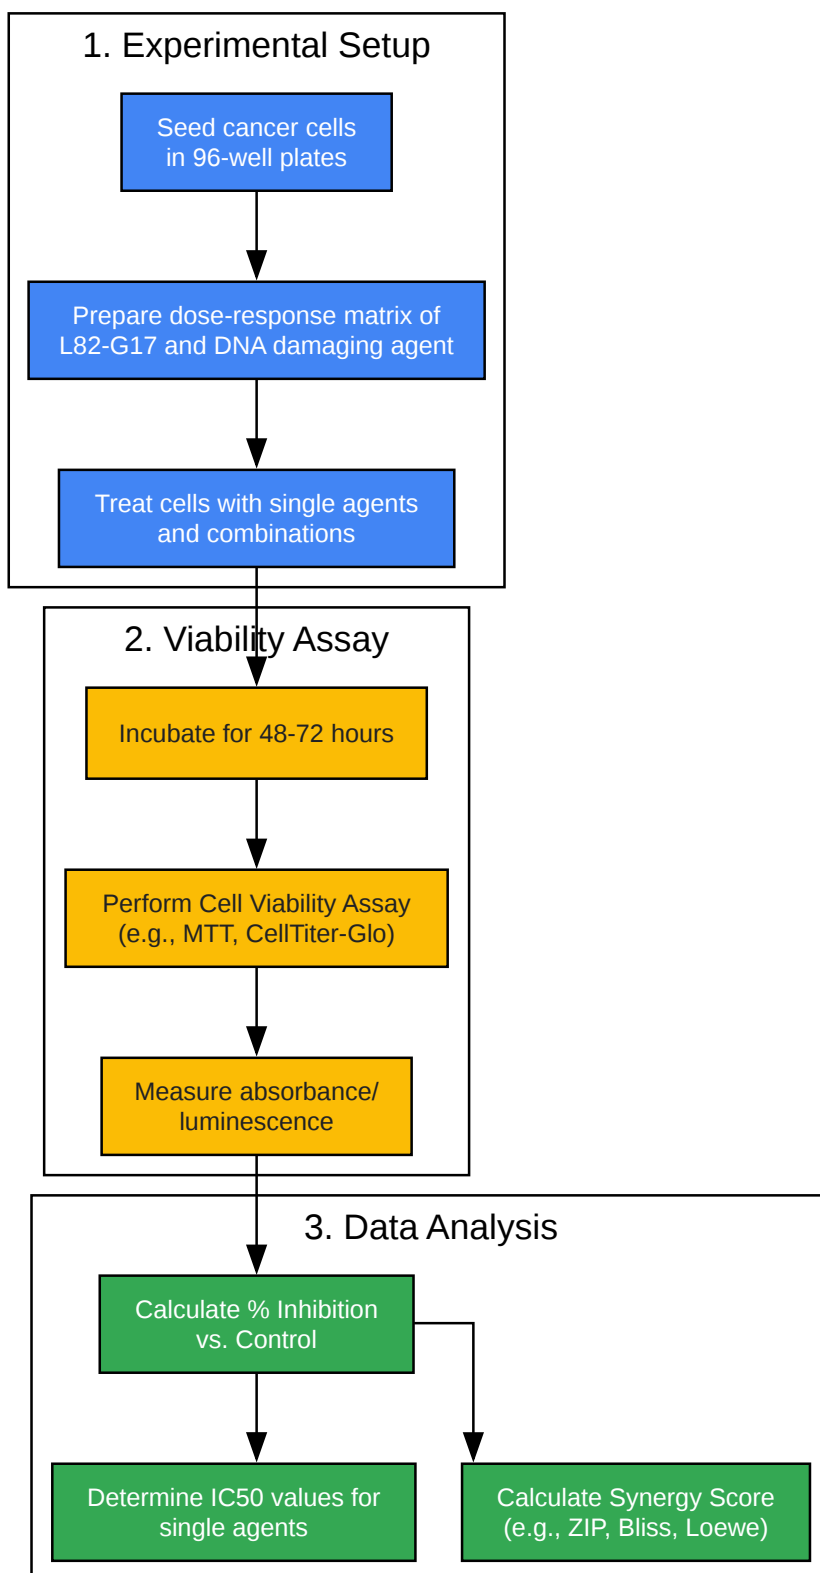 1. Experimental Setup
Seed cancer cells
in 96-well plates
Prepare dose-response matrix of
L82-G17 and DNA damaging agent
Treat cells with single agents
and combinations
2. Viability Assay
Incubate for 48-72 hours
Perform Cell Viability Assay
(e.g., MTT, CellTiter-Glo)
Measure absorbance/
luminescence
3. Data Analysis
Calculate % Inhibition
vs. Control
Determine IC50 values for
single agents
Calculate Synergy Score
(e.g., ZIP, Bliss, Loewe)